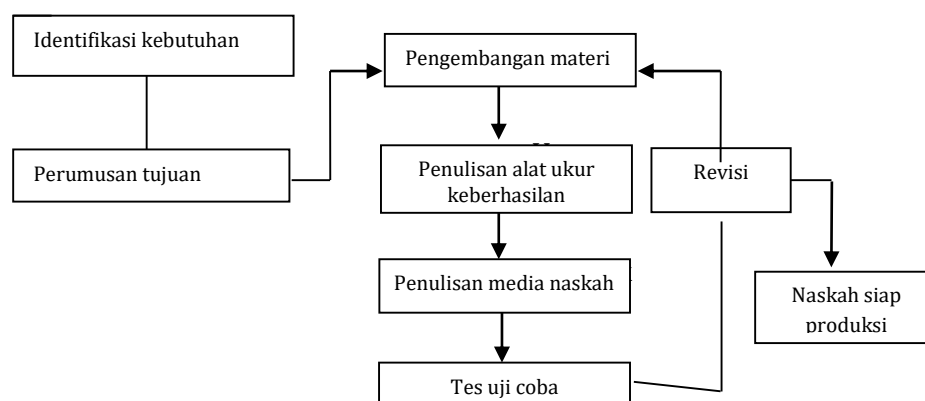 Identifikasi kebutuhan
Perumusan tujuan
Pengembangan materi
Penulisan alat ukur
keberhasilan
Penulisan media naskah
Tes uji coba
Revisi
Naskah siap
produksi